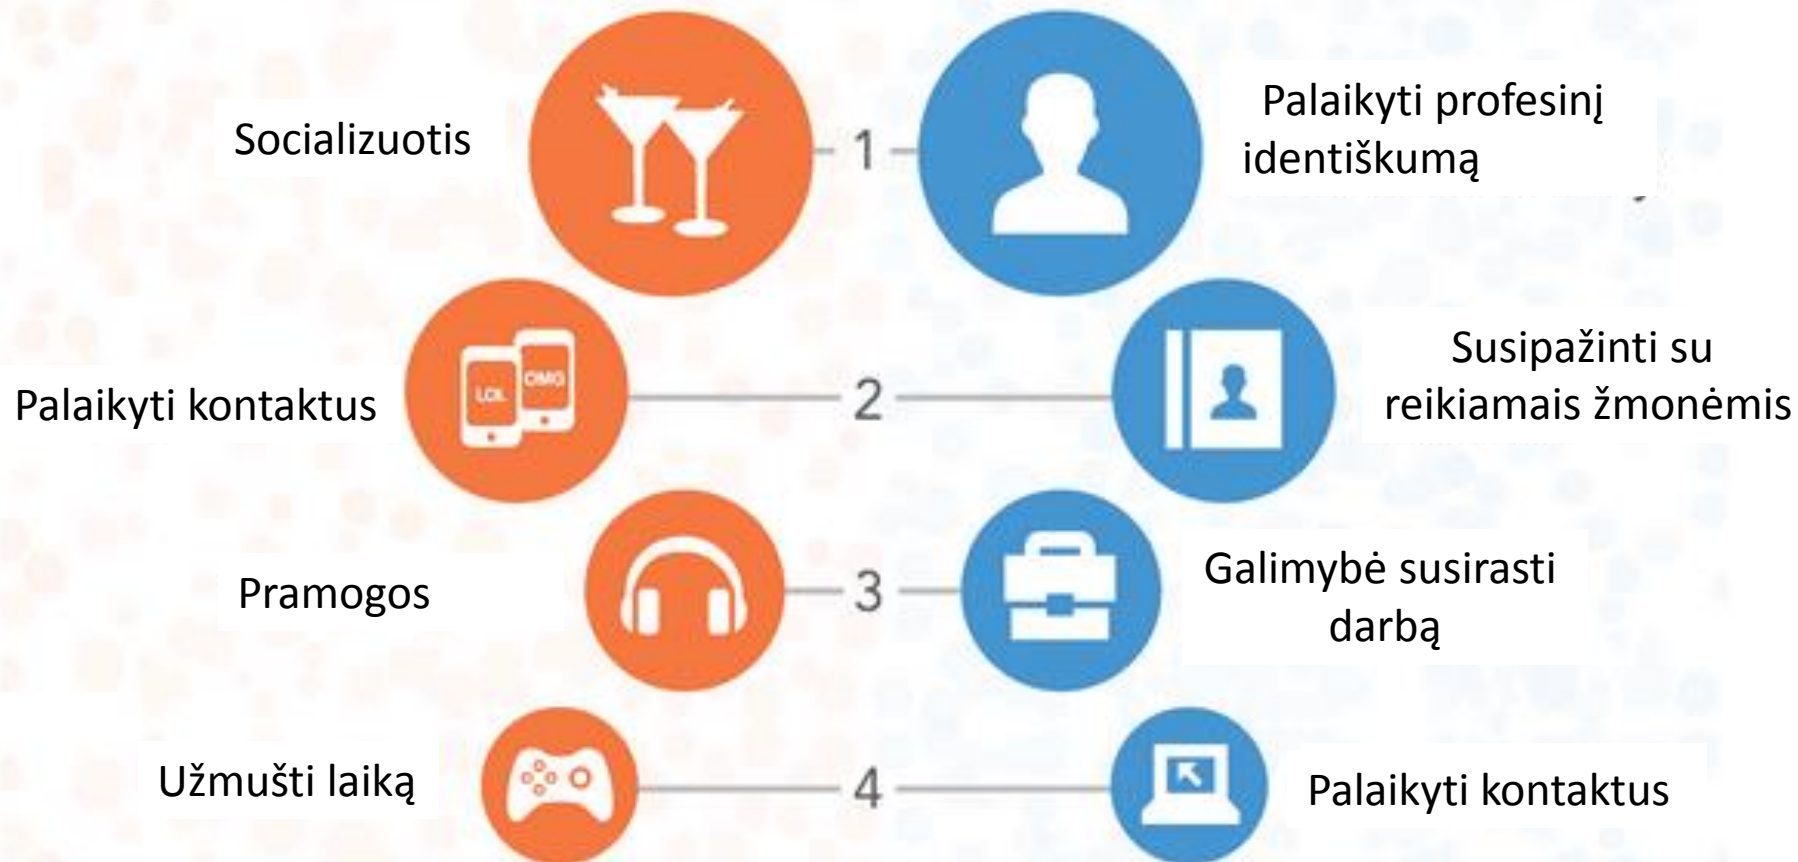 Socializuotis
1
Palaikyti profesinį
identiškumą
Palaikyti kontaktus
LOL
OMG
2
Susipažinti su
reikiamais žmonėmis
Pramogos
3
Galimybė susirasti
darbą
Užmušti laiką
4
Palaikyti kontaktus